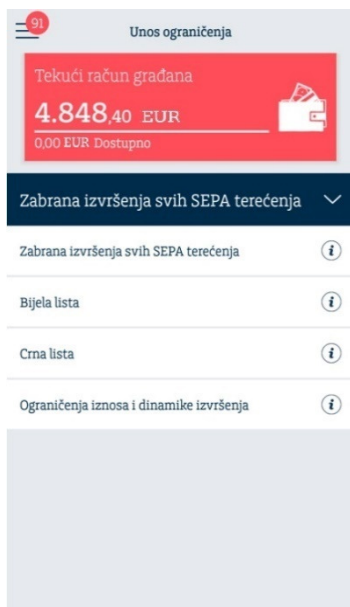 91
Unos ograničenja
Tekući račun građana
4.848,40 EUR
0,00 EUR Dostupno
Zabrana izvršenja svih SEPA terećenja
Zabrana izvršenja svih SEPA terećenja
i
Bijela lista
i
Crna lista
i
Ograničenja iznosa i dinamike izvršenja
i